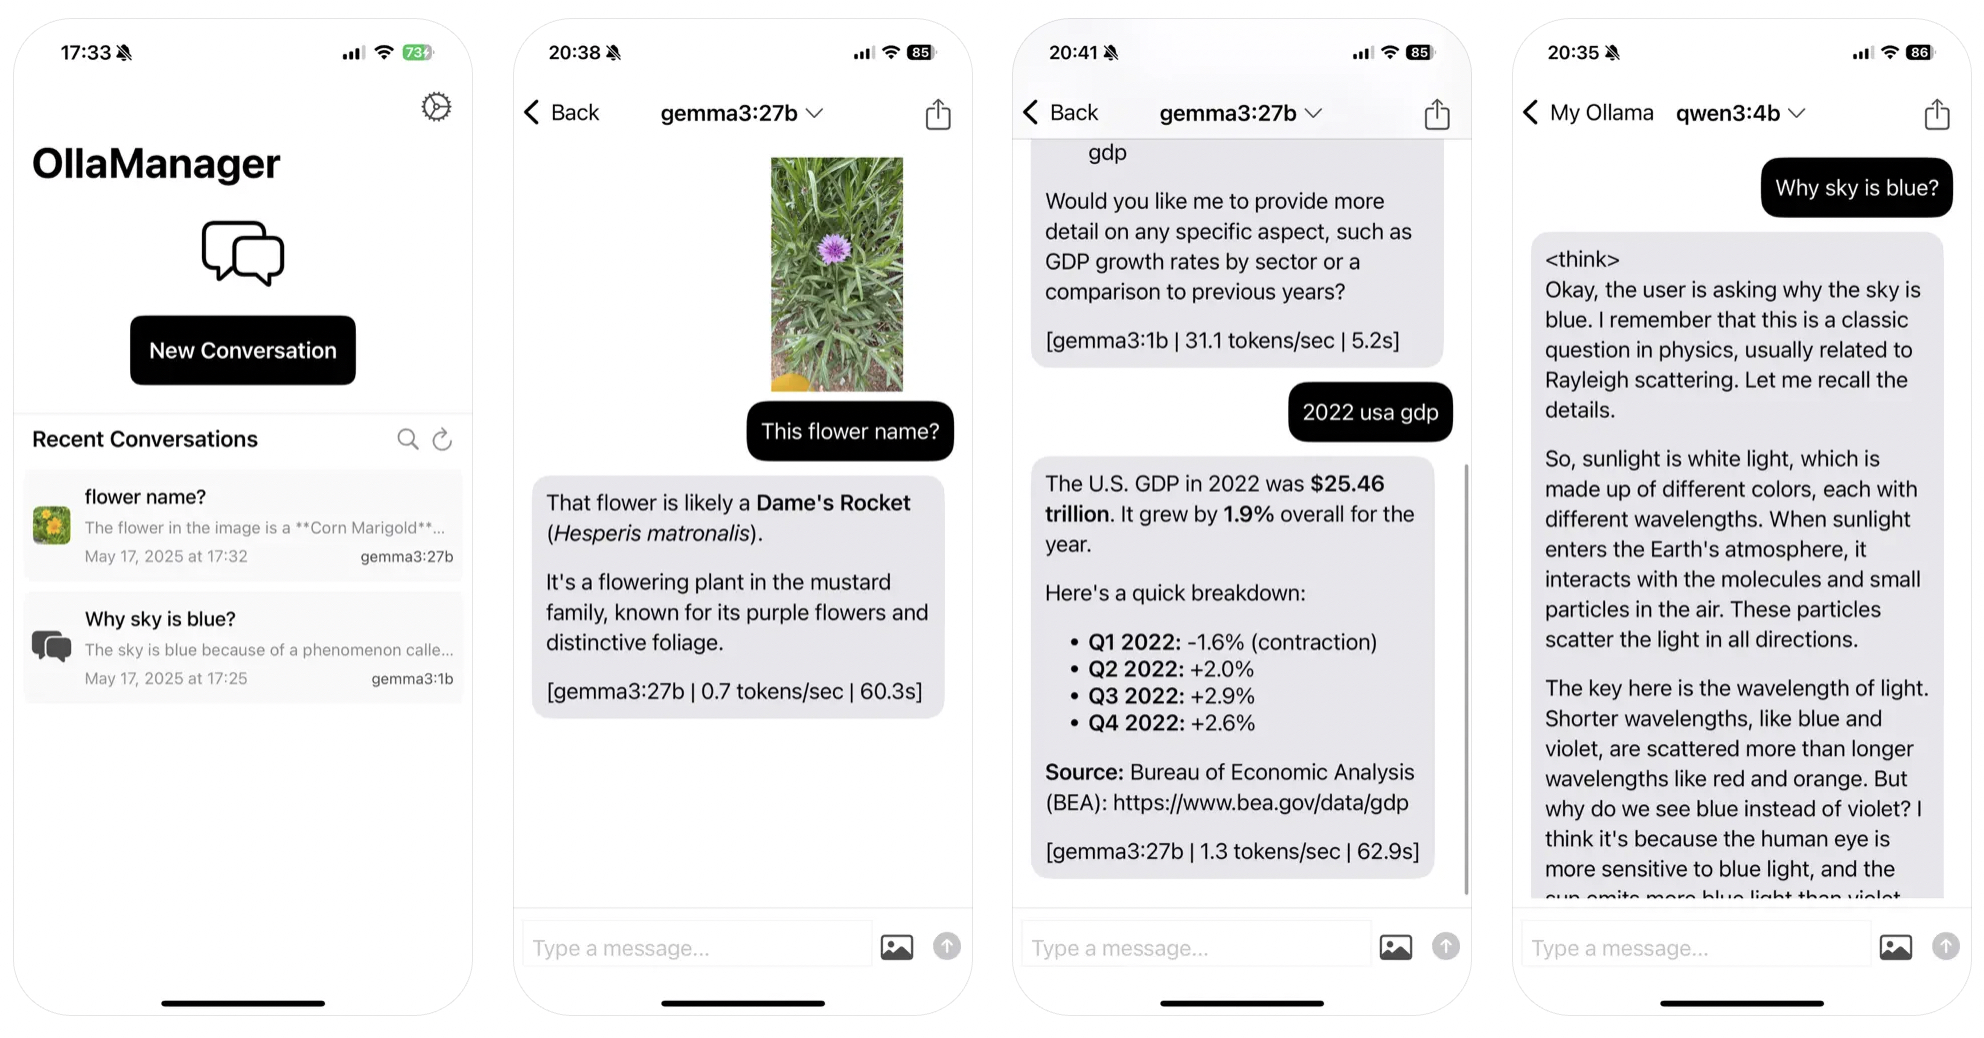 17:33
73
OllaManager
New Conversation
Recent Conversations
flower name?
The flower in the image is a **Corn Marigold**...
May 17, 2025 at 17:32 gemma3:27b
Why sky is blue?
The sky is blue because of a phenomenon calle...
May 17, 2025 at 17:25 gemma3:1b
20:38
85
Back gemma3:27b
This flower name?
That flower is likely a Dame's Rocket
(Hesperis matronalis).
It's a flowering plant in the mustard
family, known for its purple flowers and
distinctive foliage.
[gemma3:27b | 0.7 tokens/sec | 60.3s]
Type a message...
20:41
85
Back gemma3:27b
gdp
Would you like me to provide more
detail on any specific aspect, such as
GDP growth rates by sector or a
comparison to previous years?
[gemma3:1b | 31.1 tokens/sec | 5.2s]
2022 usa gdp
The U.S. GDP in 2022 was $25.46
trillion. It grew by 1.9% overall for the
year.
Here's a quick breakdown:
• Q1 2022: -1.6% (contraction)
• Q2 2022: +2.0%
• Q3 2022: +2.9%
• Q4 2022: +2.6%
Source: Bureau of Economic Analysis
(BEA): https://www.bea.gov/data/gdp
[gemma3:27b | 1.3 tokens/sec | 62.9s]
Type a message...
20:35
86
My Ollama qwen3:4b
Why sky is blue?
<think>
Okay, the user is asking why the sky is
blue. I remember that this is a classic
question in physics, usually related to
Rayleigh scattering. Let me recall the
details.
So, sunlight is white light, which is
made up of different colors, each with
different wavelengths. When sunlight
enters the Earth's atmosphere, it
interacts with the molecules and small
particles in the air. These particles
scatter the light in all directions.
The key here is the wavelength of light.
Shorter wavelengths, like blue and
violet, are scattered more than longer
wavelengths like red and orange. But
why do we see blue instead of violet? I
think it's because the human eye is
more sensitive to blue light, and the
sun emits more blue light than violet
Type a message...